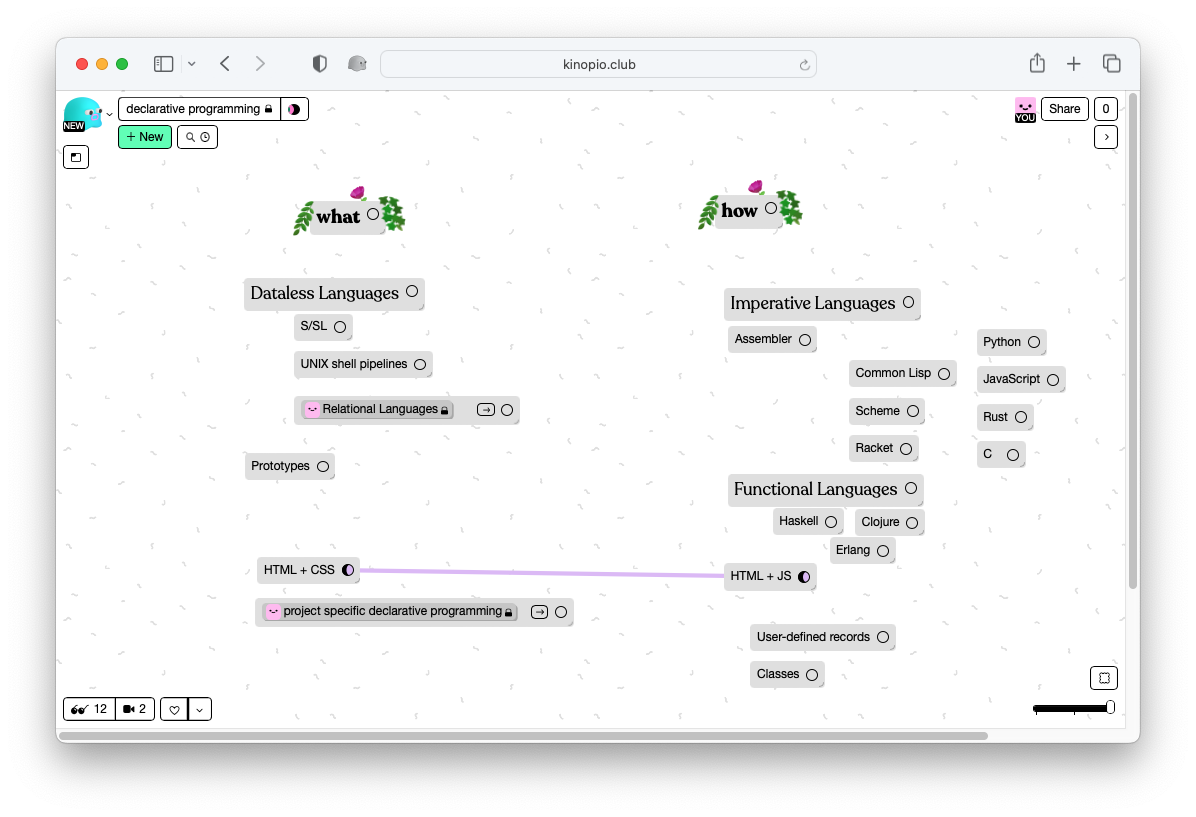 kinopio.club
NEW
declarative programming
+ New
YOU
Share
0
what
how
Dataless Languages
S/SL
UNIX shell pipelines
Relational Languages
Prototypes
HTML + CSS
project specific declarative programming
Imperative Languages
Assembler
Common Lisp
Scheme
Racket
Python
JavaScript
Rust
C
Functional Languages
Haskell
Clojure
Erlang
HTML + JS
User-defined records
Classes
12
2